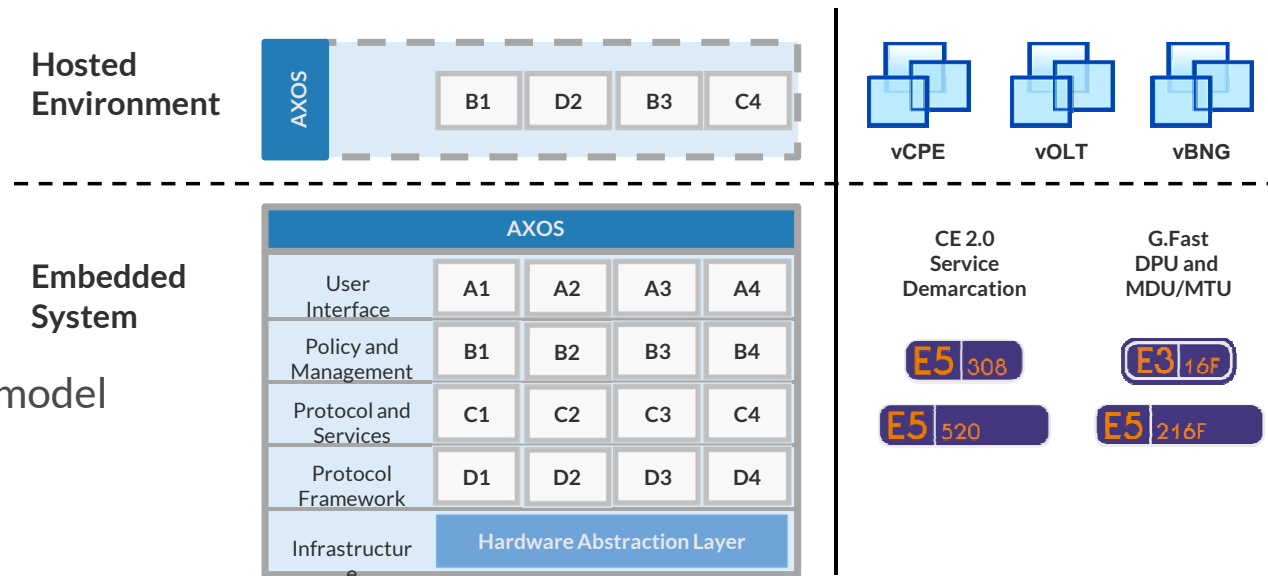 Hosted
Environment
AXOS
B1 D2 B3 C4
vCPE vOLT vBNG
Embedded
System
model
AXOS
User
Interface
A1 A2 A3 A4
Policy and
Management
B1 B2 B3 B4
Protocol and
Services
C1 C2 C3 C4
Protocol
Framework
D1 D2 D3 D4
Infrastructur
e
Hardware Abstraction Layer
CE 2.0
Service
Demarcation
E5 308
E5 520
G.Fast
DPU and
MDU/MTU
E3 16F
E5 216F